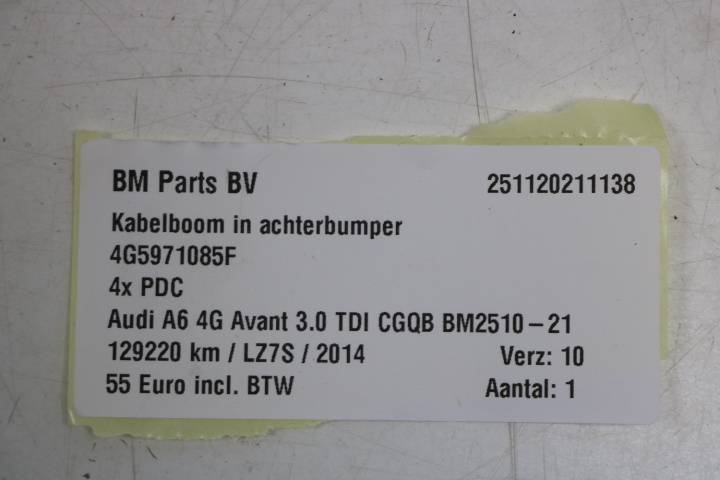 BM Parts BV 251120211138
Kabelboom in achterbumper
4G5971085F
4x PDC
Audi A6 4G Avant 3.0 TDI CGQB BM2510-21
129220 km / LZ7S / 2014 Verz: 10
55 Euro incl. BTW Aantal: 1